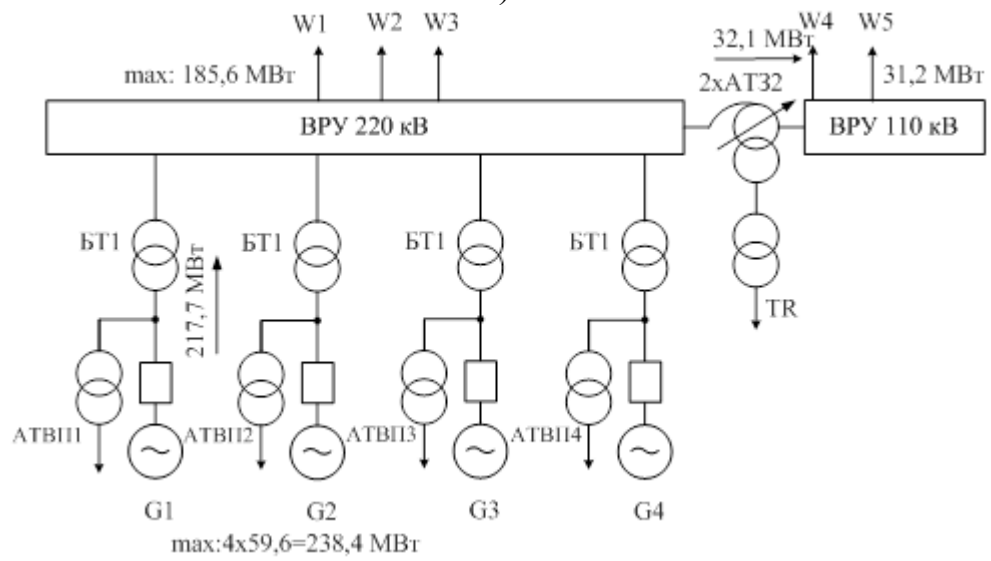 W1 W2 W3 W4 W5
32,1 МВт
max: 185,6 МВт
31,2 МВт
2хАТ32
ВРУ 220 кВ
ВРУ 110 кВ
БТ1 БТ1 БТ1 БТ1
217,7 МВт
TR
АТВП1 АТВП2 АТВП3 АТВП4
G1 G2 G3 G4
max:4x59,6=238,4 МВт